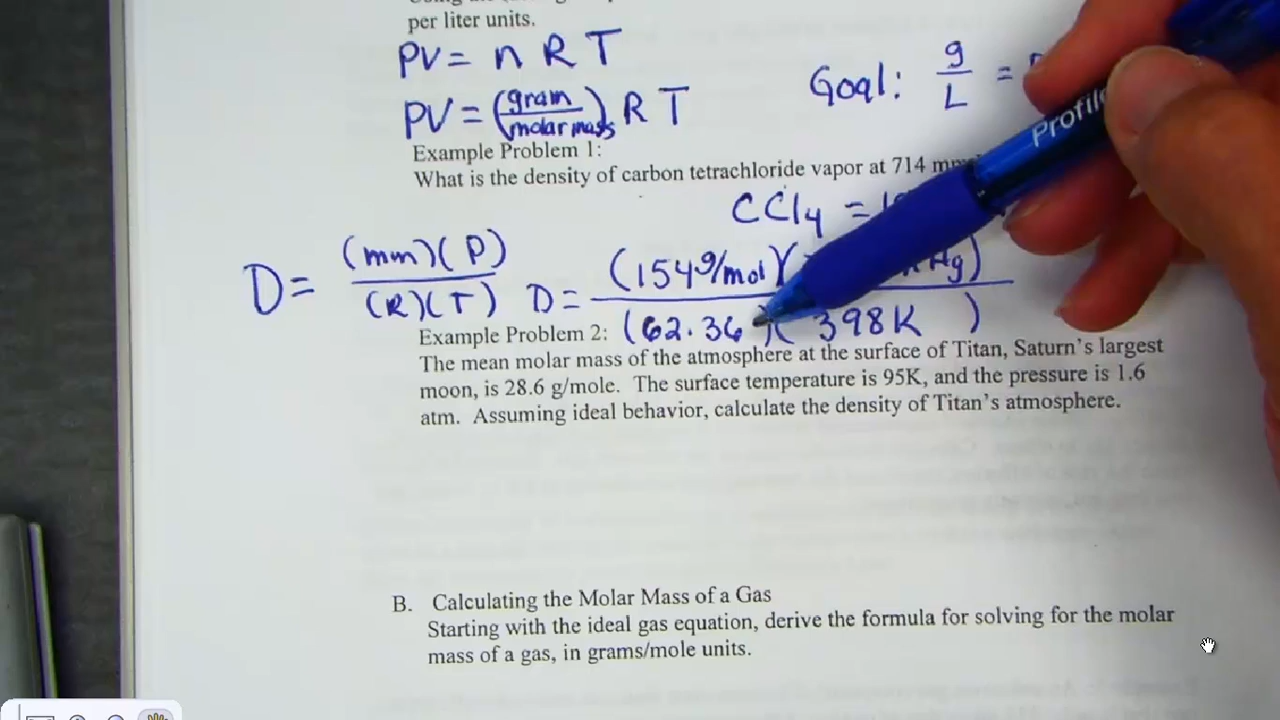 per liter units.
PV = n R T
PV = (gram/molar mass) R T
Goal: g/L =
Example Problem 1:
What is the density of carbon tetrachloride vapor at 714
CCl4 =
D = (mm)(P)/(R)(T) D = (154g/mol)( Hg)/(62.36)(398K)
Example Problem 2:
The mean molar mass of the atmosphere at the surface of Titan, Saturn's largest
moon, is 28.6 g/mole. The surface temperature is 95K, and the pressure is 1.6
atm. Assuming ideal behavior, calculate the density of Titan's atmosphere.
B. Calculating the Molar Mass of a Gas
Starting with the ideal gas equation, derive the formula for solving for the molar
mass of a gas, in grams/mole units.
Profile